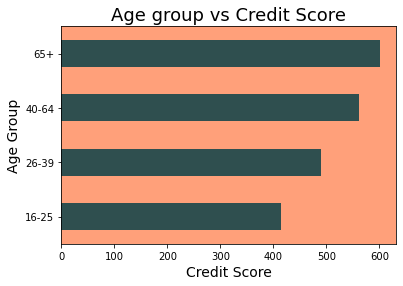 Age group vs Credit Score
Age Group
65+
40-64
26-39
16-25
0 100 200 300 400 500 600
Credit Score